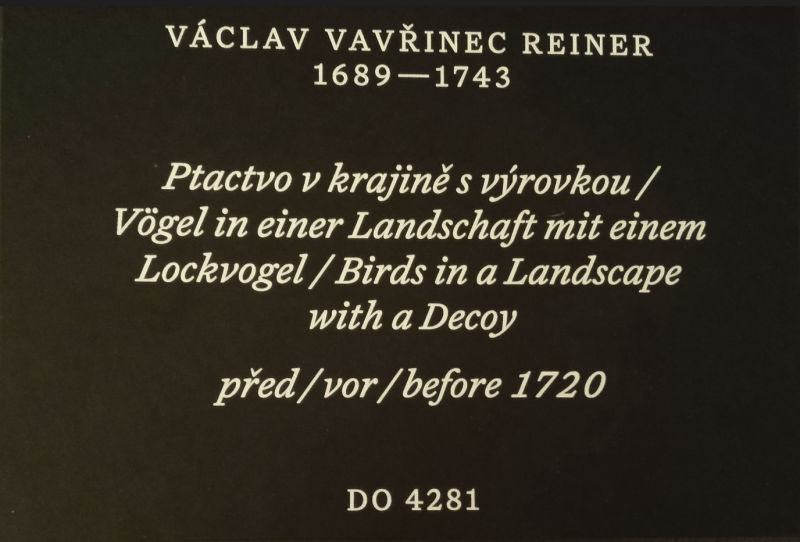 VÁCLAV VAVŘINEC REINER
1689—1743
Ptactvo v krajině s výrovkou /
Vögel in einer Landschaft mit einem
Lockvogel / Birds in a Landscape
with a Decoy
před / vor / before 1720
DO 4281